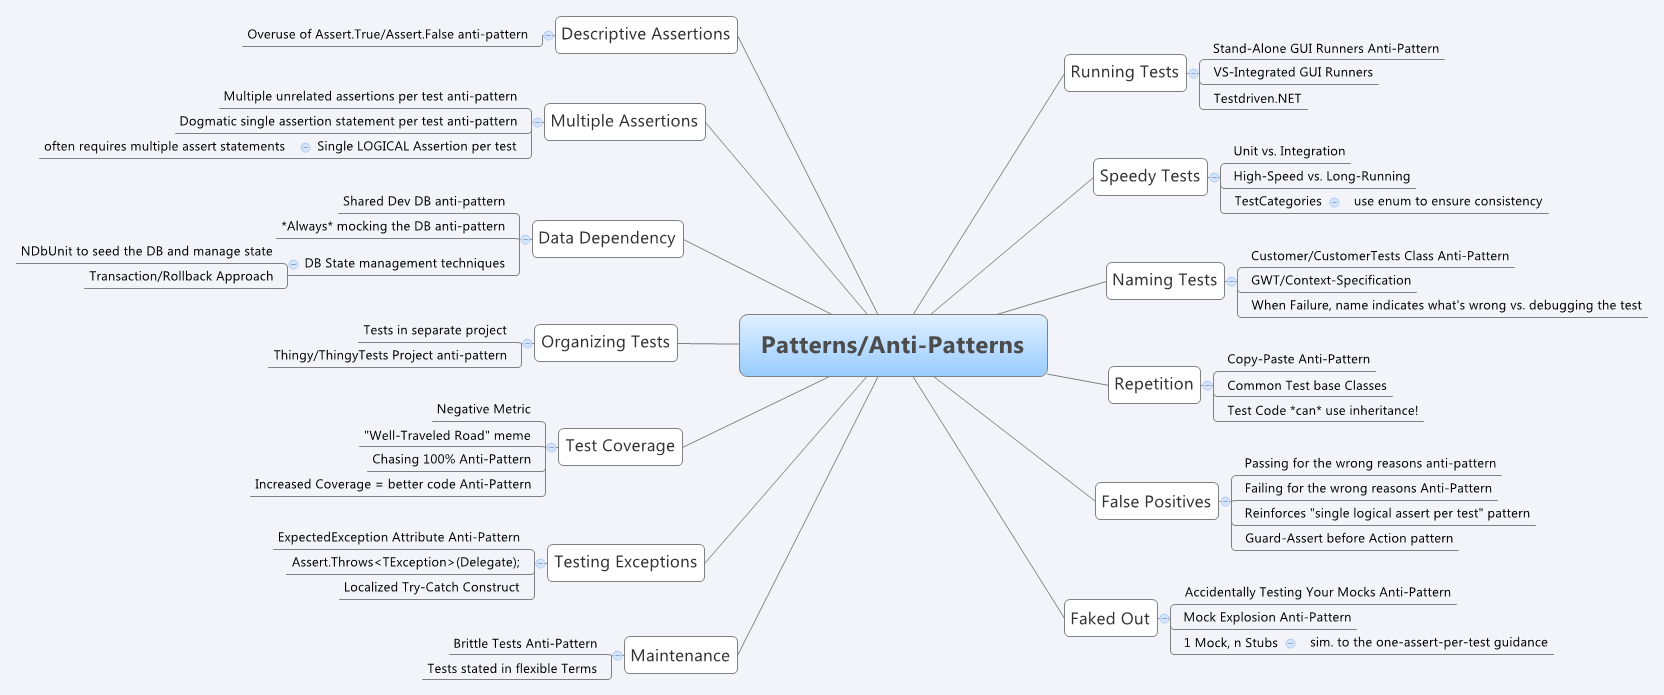 Patterns/Anti-Patterns
Descriptive Assertions
Overuse of Assert.True/Assert.False anti-pattern
Multiple Assertions
Multiple unrelated assertions per test anti-pattern
Dogmatic single assertion statement per test anti-pattern
Single LOGICAL Assertion per test
often requires multiple assert statements
Data Dependency
Shared Dev DB anti-pattern
*Always* mocking the DB anti-pattern
DB State management techniques
NDbUnit to seed the DB and manage state
Transaction/Rollback Approach
Organizing Tests
Tests in separate project
Thingy/ThingyTests Project anti-pattern
Test Coverage
Negative Metric
"Well-Traveled Road" meme
Chasing 100% Anti-Pattern
Increased Coverage = better code Anti-Pattern
Testing Exceptions
ExpectedException Attribute Anti-Pattern
Assert.Throws<TException>(Delegate);
Localized Try-Catch Construct
Maintenance
Brittle Tests Anti-Pattern
Tests stated in flexible Terms
Running Tests
Stand-Alone GUI Runners Anti-Pattern
VS-Integrated GUI Runners
Testdriven.NET
Speedy Tests
Unit vs. Integration
High-Speed vs. Long-Running
TestCategories
use enum to ensure consistency
Naming Tests
Customer/CustomerTests Class Anti-Pattern
GWT/Context-Specification
When Failure, name indicates what's wrong vs. debugging the test
Repetition
Copy-Paste Anti-Pattern
Common Test base Classes
Test Code *can* use inheritance!
False Positives
Passing for the wrong reasons anti-pattern
Failing for the wrong reasons Anti-Pattern
Reinforces "single logical assert per test" pattern
Guard-Assert before Action pattern
Faked Out
Accidentally Testing Your Mocks Anti-Pattern
Mock Explosion Anti-Pattern
1 Mock, n Stubs
sim. to the one-assert-per-test guidance